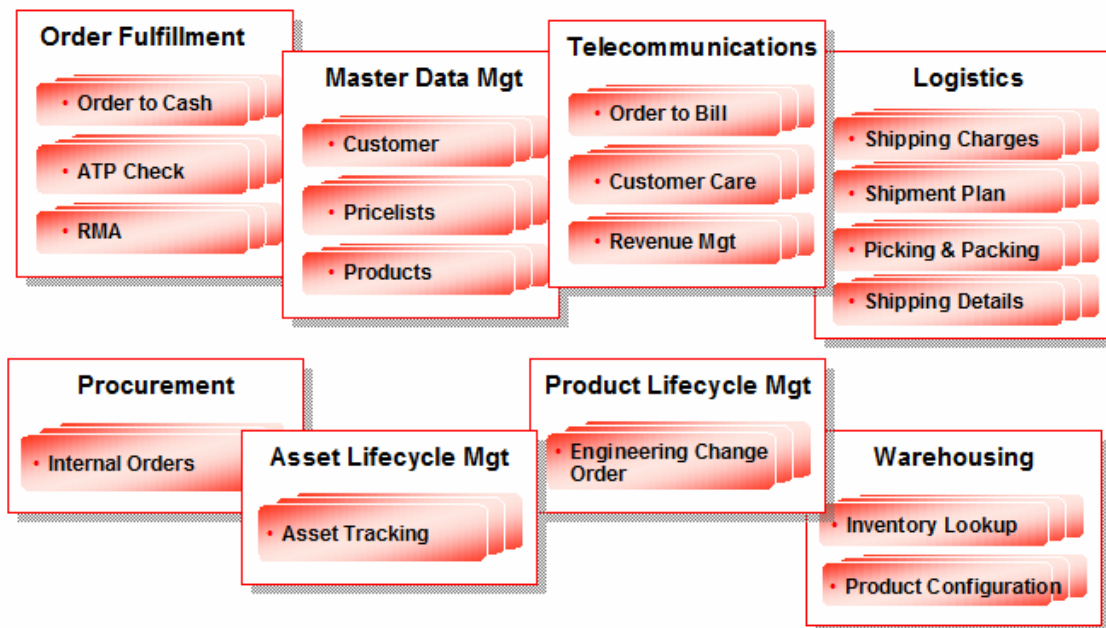 Order Fulfillment
• Order to Cash
• ATP Check
• RMA
Master Data Mgt
• Customer
• Pricelists
• Products
Telecommunications
• Order to Bill
• Customer Care
• Revenue Mgt
Logistics
• Shipping Charges
• Shipment Plan
• Picking & Packing
• Shipping Details
Procurement
• Internal Orders
Asset Lifecycle Mgt
• Asset Tracking
Product Lifecycle Mgt
• Engineering Change
Order
Warehousing
• Inventory Lookup
• Product Configuration